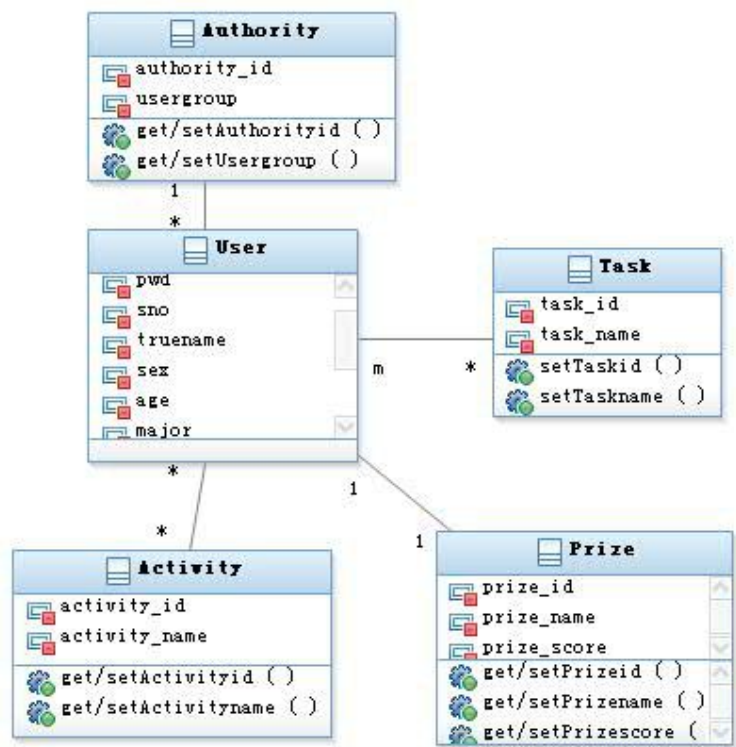 Authority
authority_id
usergroup
get/setAuthorityid ( )
get/setUsergroup ( )
1
*
User
pwd
sno
truename
sex
age
major
m
*
Task
task_id
task_name
setTaskid ( )
setTaskname ( )
*
*
1
1
Activity
activity_id
activity_name
get/setActivityid ( )
get/setActivityname ( )
Prize
prize_id
prize_name
prize_score
get/setPrizeid ( )
get/setPrizename ( )
get/setPrizescore (